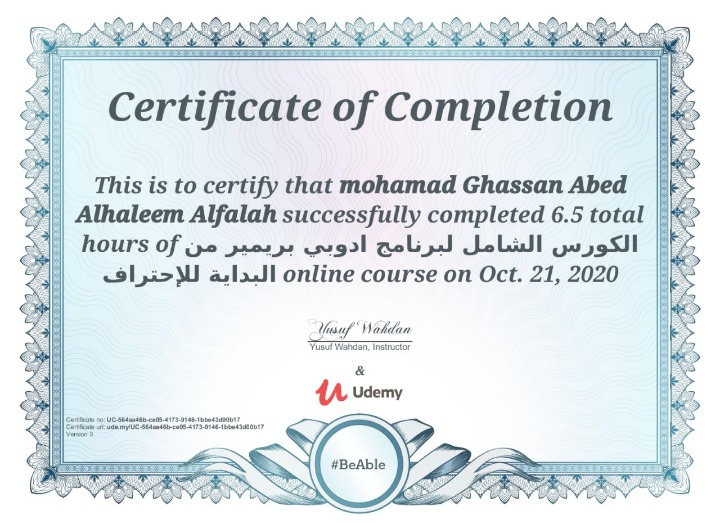 Certificate of Completion
This is to certify that mohamad Ghassan Abed
Alhaleem Alfalah successfully completed 6.5 total
hours of الكورس الشامل لبرنامج ادوبي بريمير من
البداية للإحتراف online course on Oct. 21, 2020
Yusuf Wahdan
Yusuf Wahdan, Instructor
&
Udemy
Certificate no: UC-564aa46b-ce05-4173-9146-1bbe43d00b17
Certificate url: ude.my/UC-564aa46b-ce05-4173-9146-1bbe43d00b17
Version 3
#BeAble